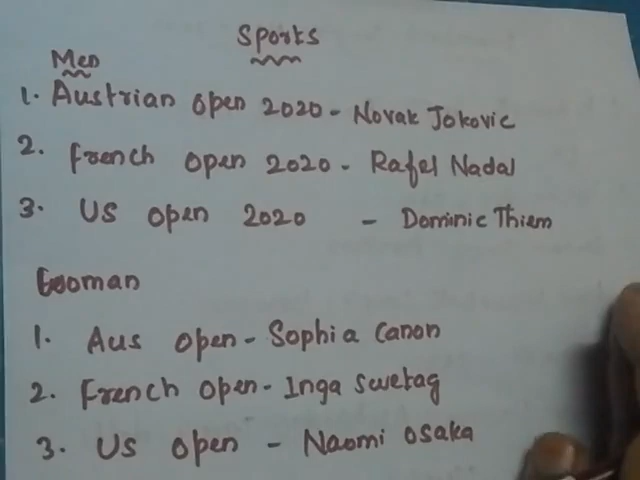 Sports
Men
1. Austrian open 2020 - Novak Jokovic
2. French open 2020 - Rafel Nadal
3. US open 2020 - Dominic Thiem
Wooman
1. Aus open - Sophia Canon
2. French open - Inga Swetag
3. US open - Naomi osaka